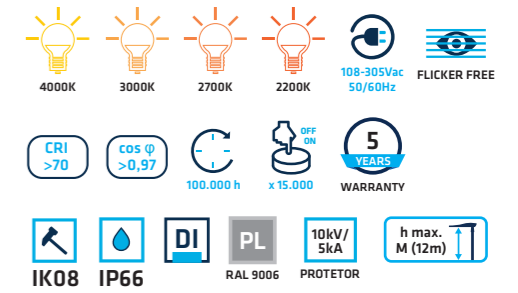 4000K
3000K
2700K
2200K
108-305Vac
50/60Hz
FLICKER FREE
CRI
>70
cos φ
>0,97
100.000 h
OFF
ON
x 15.000
5
YEARS
WARRANTY
IK08
IP66
DI
PL
RAL 9006
10kV/
5kA
PROTETOR
h max.
M (12m)